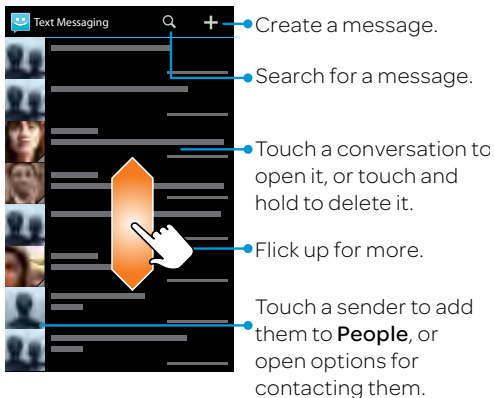 Text Messaging
Create a message.
Search for a message.
Touch a conversation to
open it, or touch and
hold to delete it.
Flick up for more.
Touch a sender to add
them to People, or
open options for
contacting them.